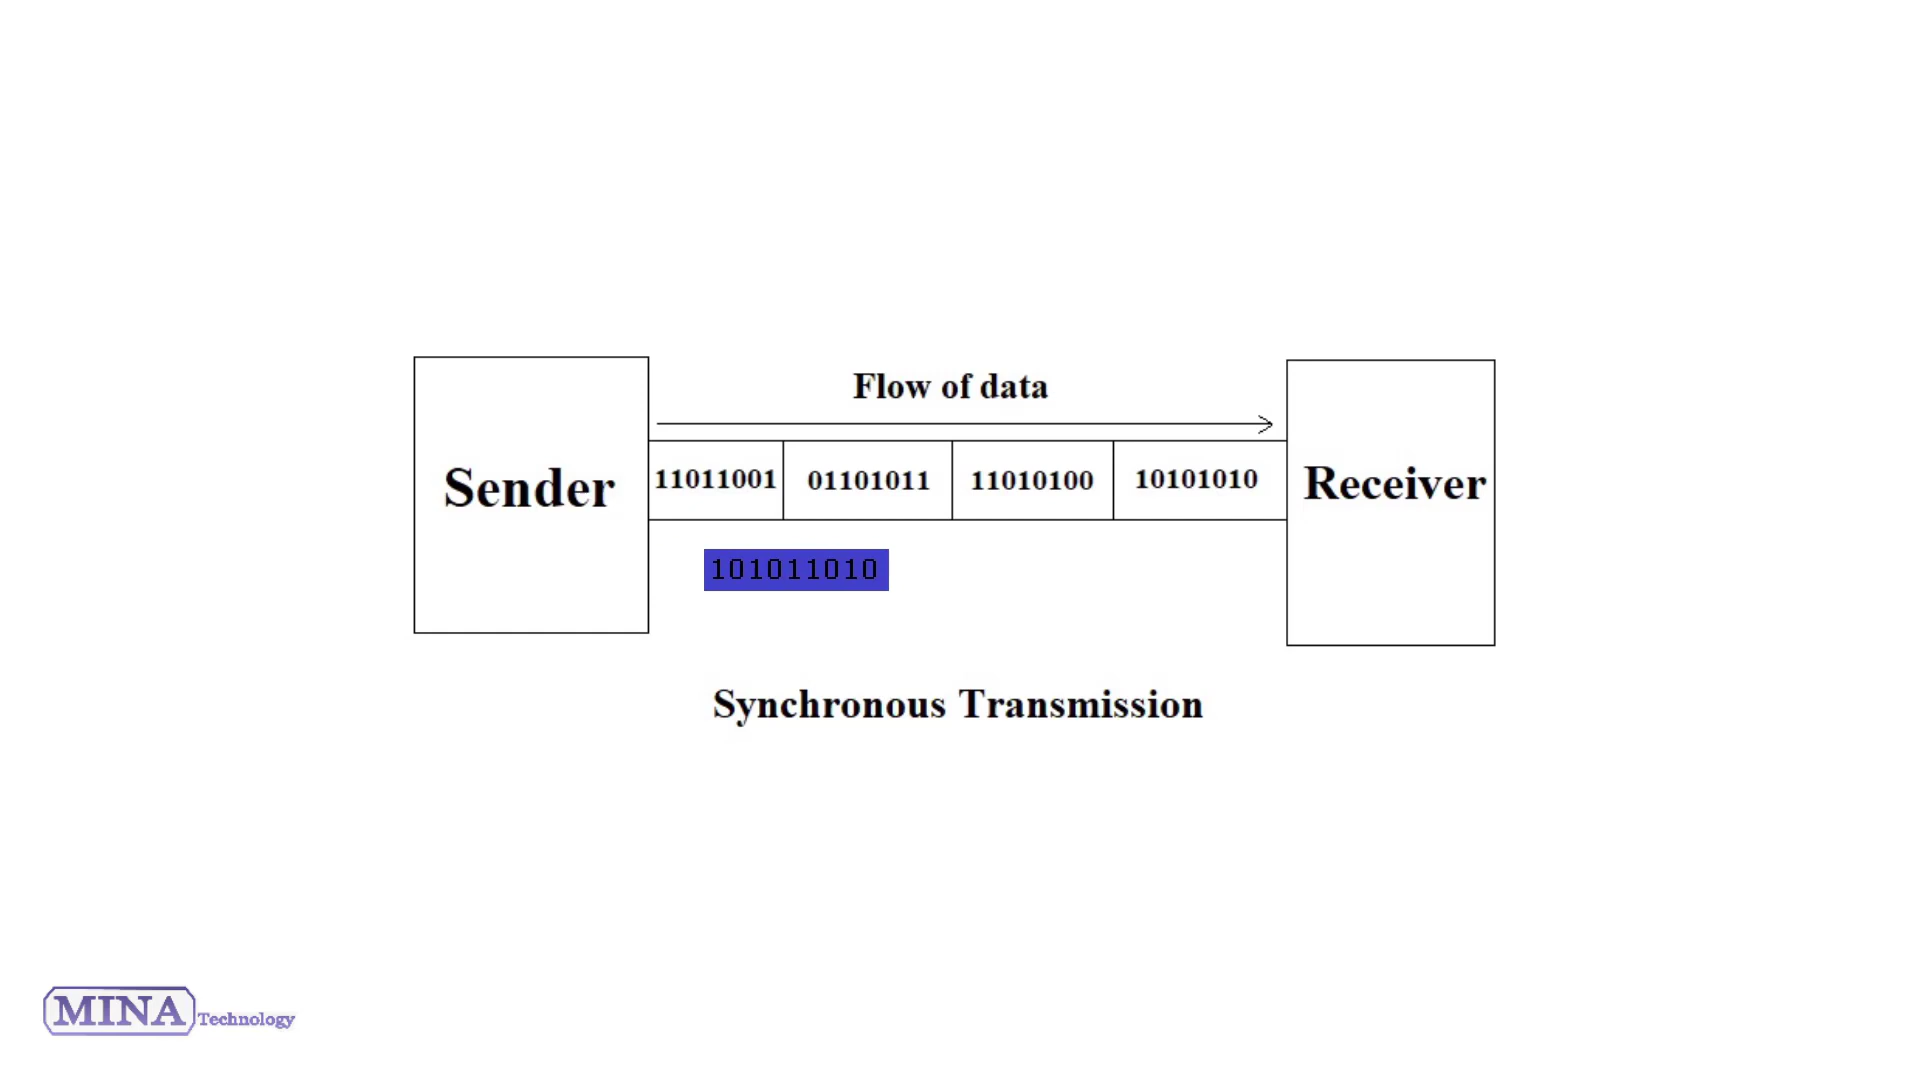 Flow of data
Sender
11011001 01101011 11010100 10101010
Receiver
101011010
Synchronous Transmission
MINA Technology